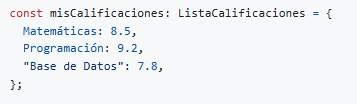 const misCalificaciones: ListaCalificaciones = {
  Matemáticas: 8.5,
  Programación: 9.2,
  "Base de Datos": 7.8,
};